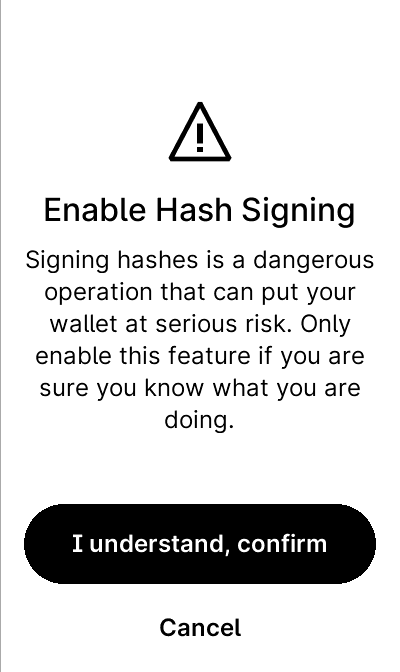 Enable Hash Signing
Signing hashes is a dangerous
operation that can put your
wallet at serious risk. Only
enable this feature if you are
sure you know what you are
doing.
I understand, confirm
Cancel